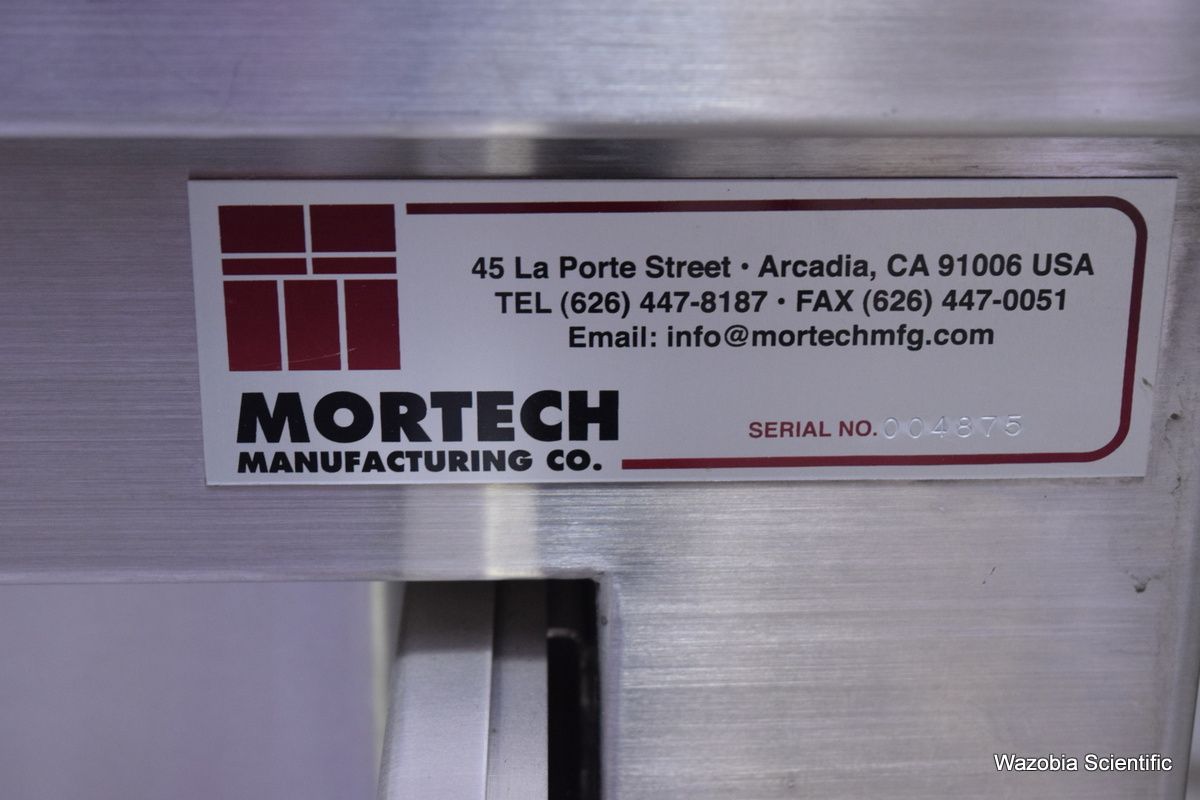 45 La Porte Street • Arcadia, CA 91006 USA
TEL (626) 447-8187 • FAX (626) 447-0051
Email: info@mortechmfg.com
MORTECH
MANUFACTURING CO.
SERIAL NO. 004875
Wazobia Scientific